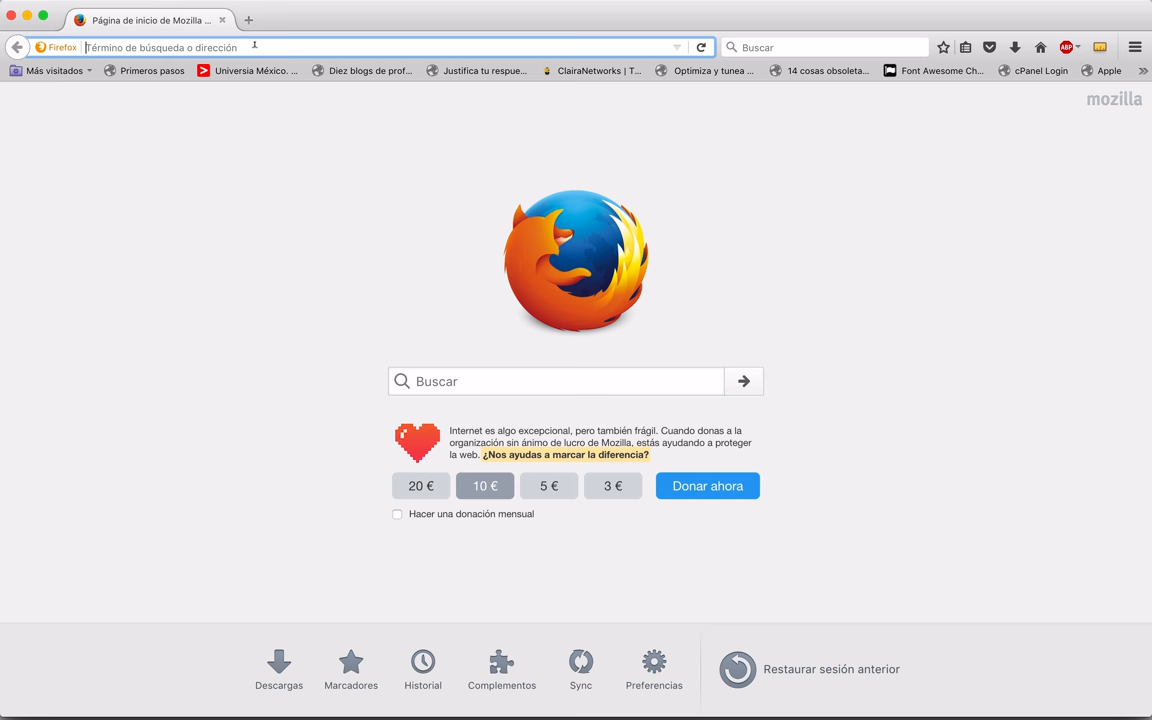 Página de inicio de Mozilla ...
Firefox
Término de búsqueda o dirección
Buscar
ABP
Más visitados
Primeros pasos
Universia México. ...
Diez blogs de prof...
Justifica tu respue...
ClairaNetworks | T...
Optimiza y tunea ...
14 cosas obsoleta...
Font Awesome Ch...
cPanel Login
Apple
mozilla
Buscar
Internet es algo excepcional, pero también frágil. Cuando donas a la
organización sin ánimo de lucro de Mozilla, estás ayudando a proteger
la web. ¿Nos ayudas a marcar la diferencia?
20 €
10 €
5 €
3 €
Donar ahora
Hacer una donación mensual
Descargas
Marcadores
Historial
Complementos
Sync
Preferencias
Restaurar sesión anterior